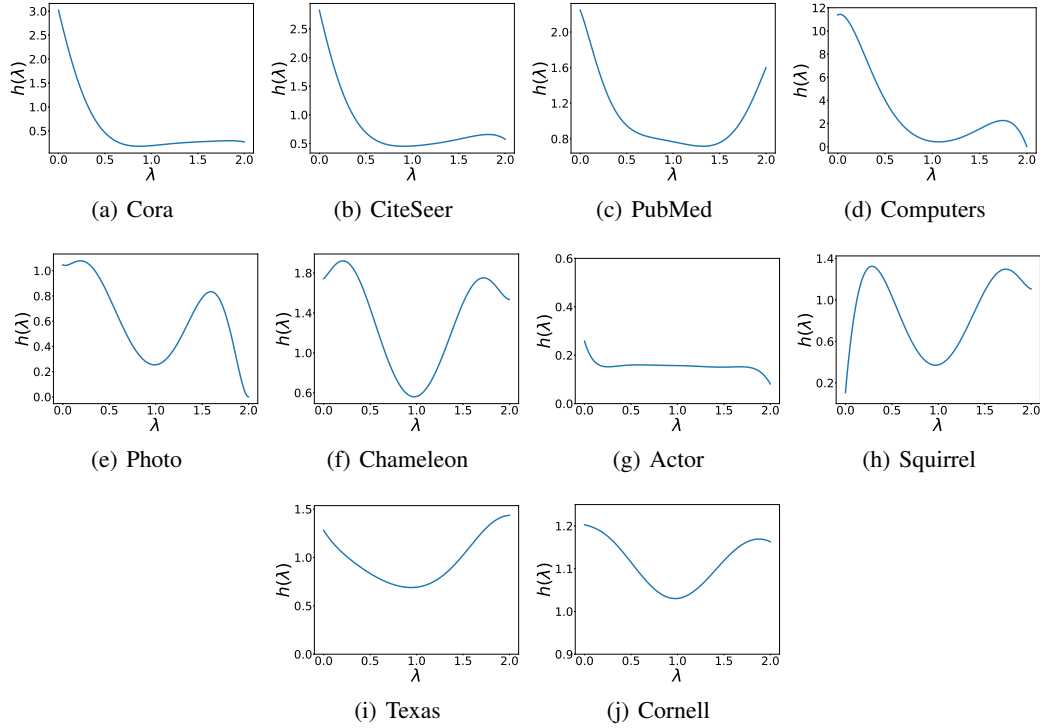 3.0
2.5
2.0
1.5
1.0
0.5
h(λ)
0.0 0.5 1.0 1.5 2.0
λ
(a) Cora
2.5
2.0
1.5
1.0
0.5
h(λ)
0.0 0.5 1.0 1.5 2.0
λ
(b) CiteSeer
2.0
1.6
1.2
0.8
h(λ)
0.0 0.5 1.0 1.5 2.0
λ
(c) PubMed
12
10
8
6
4
2
0
h(λ)
0.0 0.5 1.0 1.5 2.0
λ
(d) Computers
1.0
0.8
0.6
0.4
0.2
0.0
h(λ)
0.0 0.5 1.0 1.5 2.0
λ
(e) Photo
1.8
1.4
1.0
0.6
h(λ)
0.0 0.5 1.0 1.5 2.0
λ
(f) Chameleon
0.6
0.4
0.2
0.0
h(λ)
0.0 0.5 1.0 1.5 2.0
λ
(g) Actor
1.4
1.0
0.6
0.2
h(λ)
0.0 0.5 1.0 1.5 2.0
λ
(h) Squirrel
1.5
1.0
0.5
0.0
h(λ)
0.0 0.5 1.0 1.5 2.0
λ
(i) Texas
1.2
1.1
1.0
0.9
h(λ)
0.0 0.5 1.0 1.5 2.0
λ
(j) Cornell